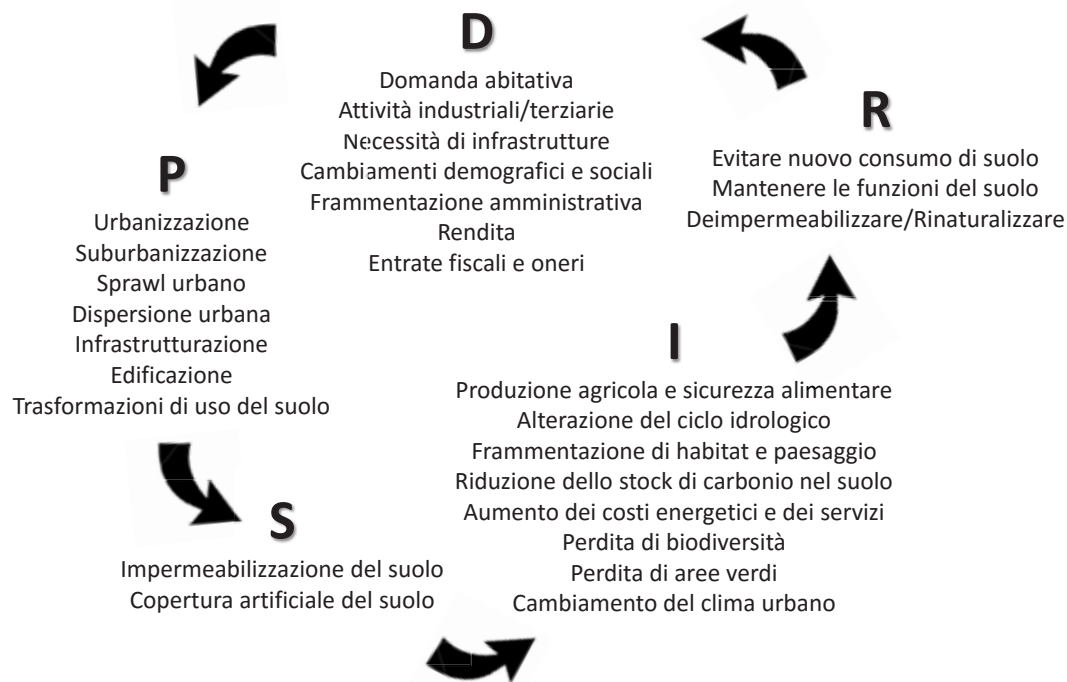 D
Domanda abitativa
Attività industriali/terziarie
Necessità di infrastrutture
Cambiamenti demografici e sociali
Frammentazione amministrativa
Rendita
Entrate fiscali e oneri
P
Urbanizzazione
Suburbanizzazione
Sprawl urbano
Dispersione urbana
Infrastrutturazione
Edificazione
Trasformazioni di uso del suolo
S
Impermeabilizzazione del suolo
Copertura artificiale del suolo
I
Produzione agricola e sicurezza alimentare
Alterazione del ciclo idrologico
Frammentazione di habitat e paesaggio
Riduzione dello stock di carbonio nel suolo
Aumento dei costi energetici e dei servizi
Perdita di biodiversità
Perdita di aree verdi
Cambiamento del clima urbano
R
Evitare nuovo consumo di suolo
Mantenere le funzioni del suolo
Deimpermeabilizzare/Rinaturalizzare